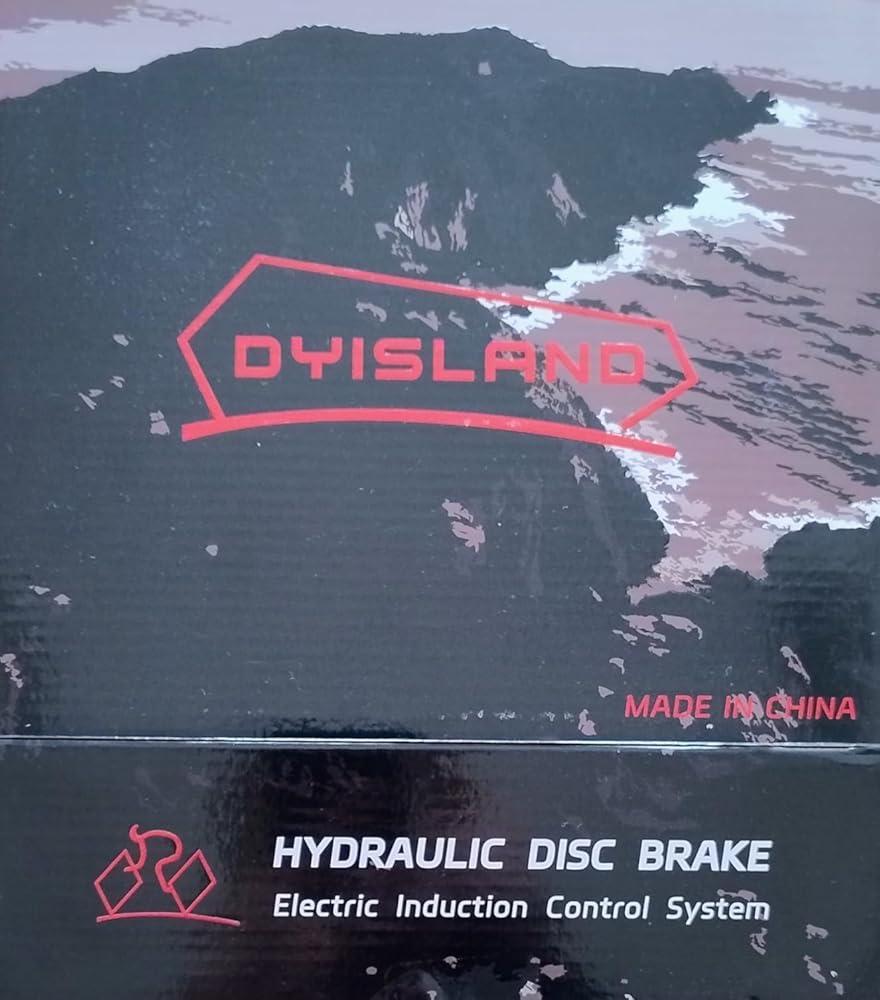 DYISLAND
MADE IN CHINA
HYDRAULIC DISC BRAKE
Electric Induction Control System